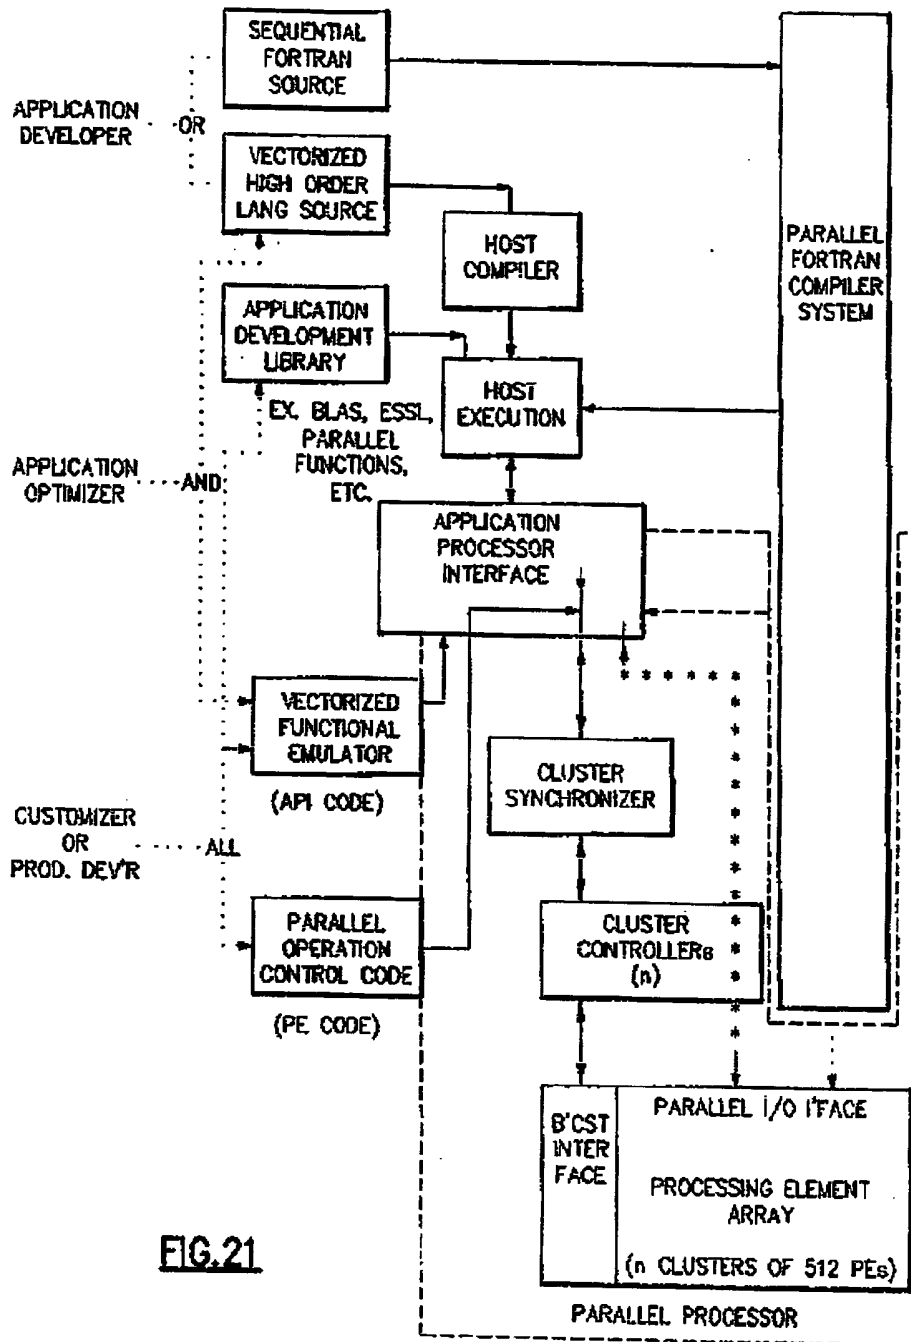 SEQUENTIAL
FORTRAN
SOURCE
APPLICATION
DEVELOPER
OR
VECTORIZED
HIGH ORDER
LANG SOURCE
HOST
COMPILER
PARALLEL
FORTRAN
COMPILER
SYSTEM
APPLICATION
DEVELOPMENT
LIBRARY
HOST
EXECUTION
EX. BLAS, ESSL,
PARALLEL
FUNCTIONS,
ETC.
APPLICATION
OPTIMIZER
AND
APPLICATION
PROCESSOR
INTERFACE
VECTORIZED
FUNCTIONAL
EMULATOR
(API CODE)
CLUSTER
SYNCHRONIZER
CUSTOMIZER
OR
PROD. DEV'R
ALL
PARALLEL
OPERATION
CONTROL CODE
(PE CODE)
CLUSTER
CONTROLLERs
(n)
B'CST
INTER
FACE
PARALLEL I/O I'FACE
PROCESSING ELEMENT
ARRAY
(n CLUSTERS OF 512 PEs)
PARALLEL PROCESSOR
FIG.21